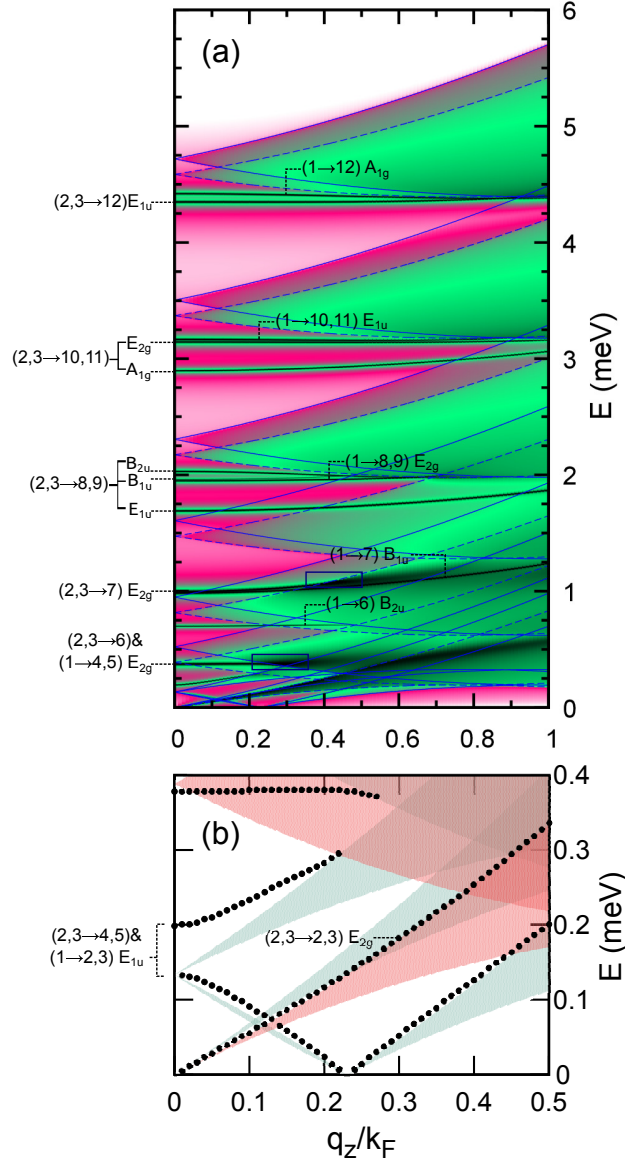 (a)
6
5
4
3
2
1
0
E (meV)
(1→12) A1g
(2,3→12)E1u
(1→10,11) E1u
E2g
(2,3→10,11)
A1g
B2u
(1→8,9) E2g
(2,3→8,9)
B1u
E1u
(1→7) B1u
(2,3→7) E2g
(1→6) B2u
(2,3→6)&
(1→4,5) E2g
0 0.2 0.4 0.6 0.8 1
(b)
0.4
0.3
0.2
0.1
0
E (meV)
(2,3→4,5)&
(1→2,3) E1u
(2,3→2,3) E2g
0 0.1 0.2 0.3 0.4 0.5
qz/kF